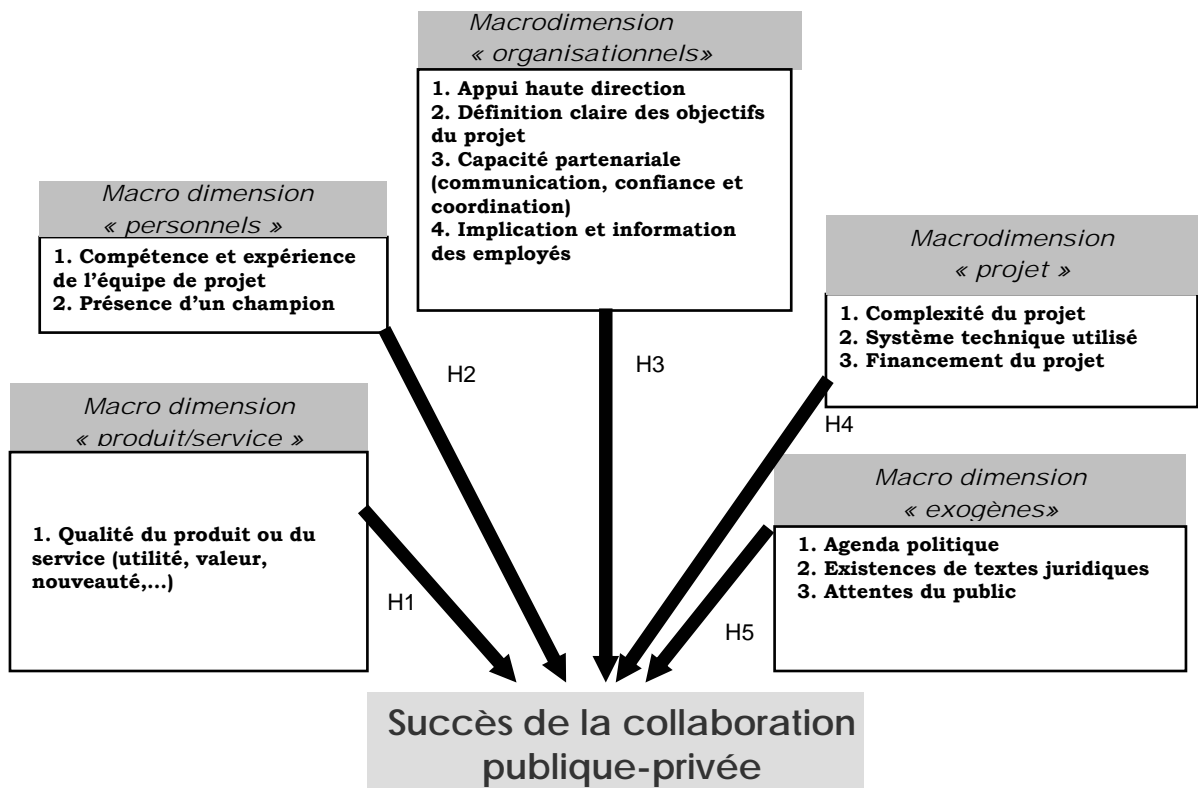 Macrodimension
« organisationnels»
1. Appui haute direction
2. Définition claire des objectifs
du projet
3. Capacité partenariale
(communication, confiance et
coordination)
4. Implication et information
des employés
Macro dimension
« personnels »
1. Compétence et expérience
de l'équipe de projet
2. Présence d'un champion
Macrodimension
« projet »
1. Complexité du projet
2. Système technique utilisé
3. Financement du projet
H2
H3
H4
Macro dimension
« produit/service »
1. Qualité du produit ou du
service (utilité, valeur,
nouveauté,...)
H1
Macro dimension
« exogènes»
1. Agenda politique
2. Existences de textes juridiques
3. Attentes du public
H5
Succès de la collaboration
publique-privée